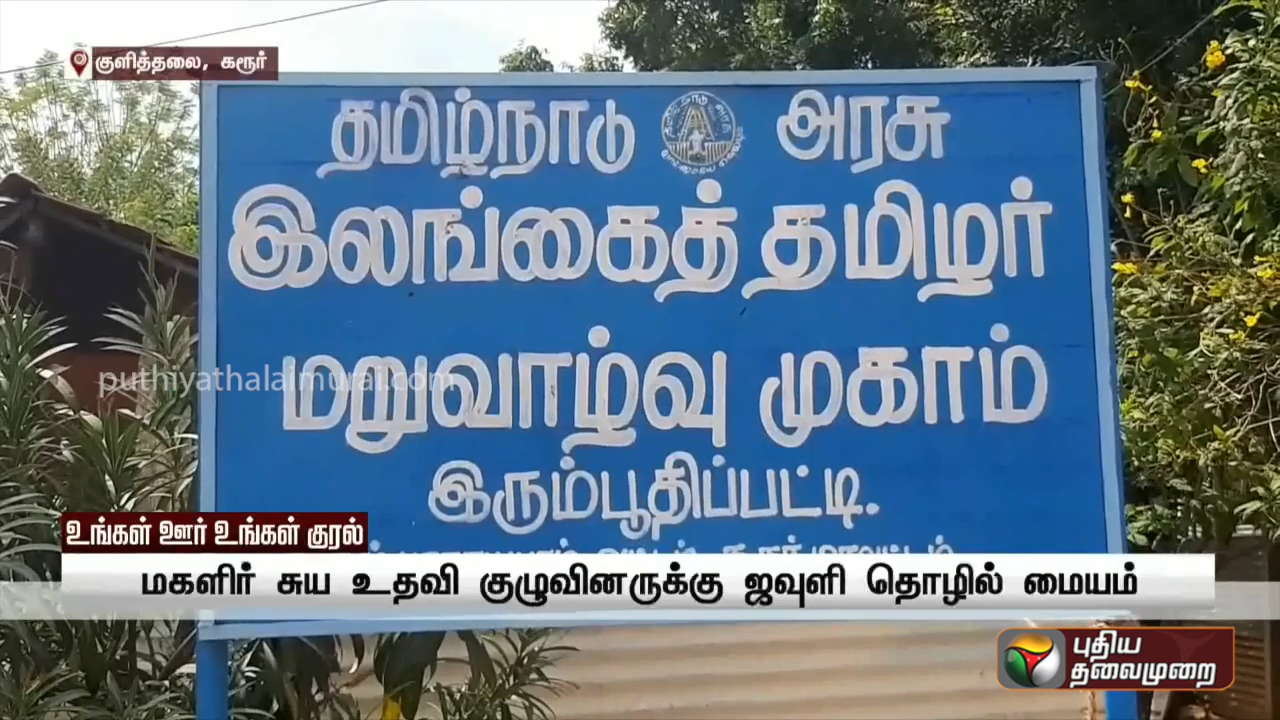 குளித்தலை, கரூர்
தமிழ்நாடு அரசு
இலங்கைத் தமிழர்
மறுவாழ்வு முகாம்
puthiyathalaimurai.com
இரும்பூதிப்பட்டி.
உங்கள் ஊர் உங்கள் குரல்
மகளிர் சுய உதவி குழுவினருக்கு ஜவுளி தொழில் மையம்
புதிய
தலைமுறை